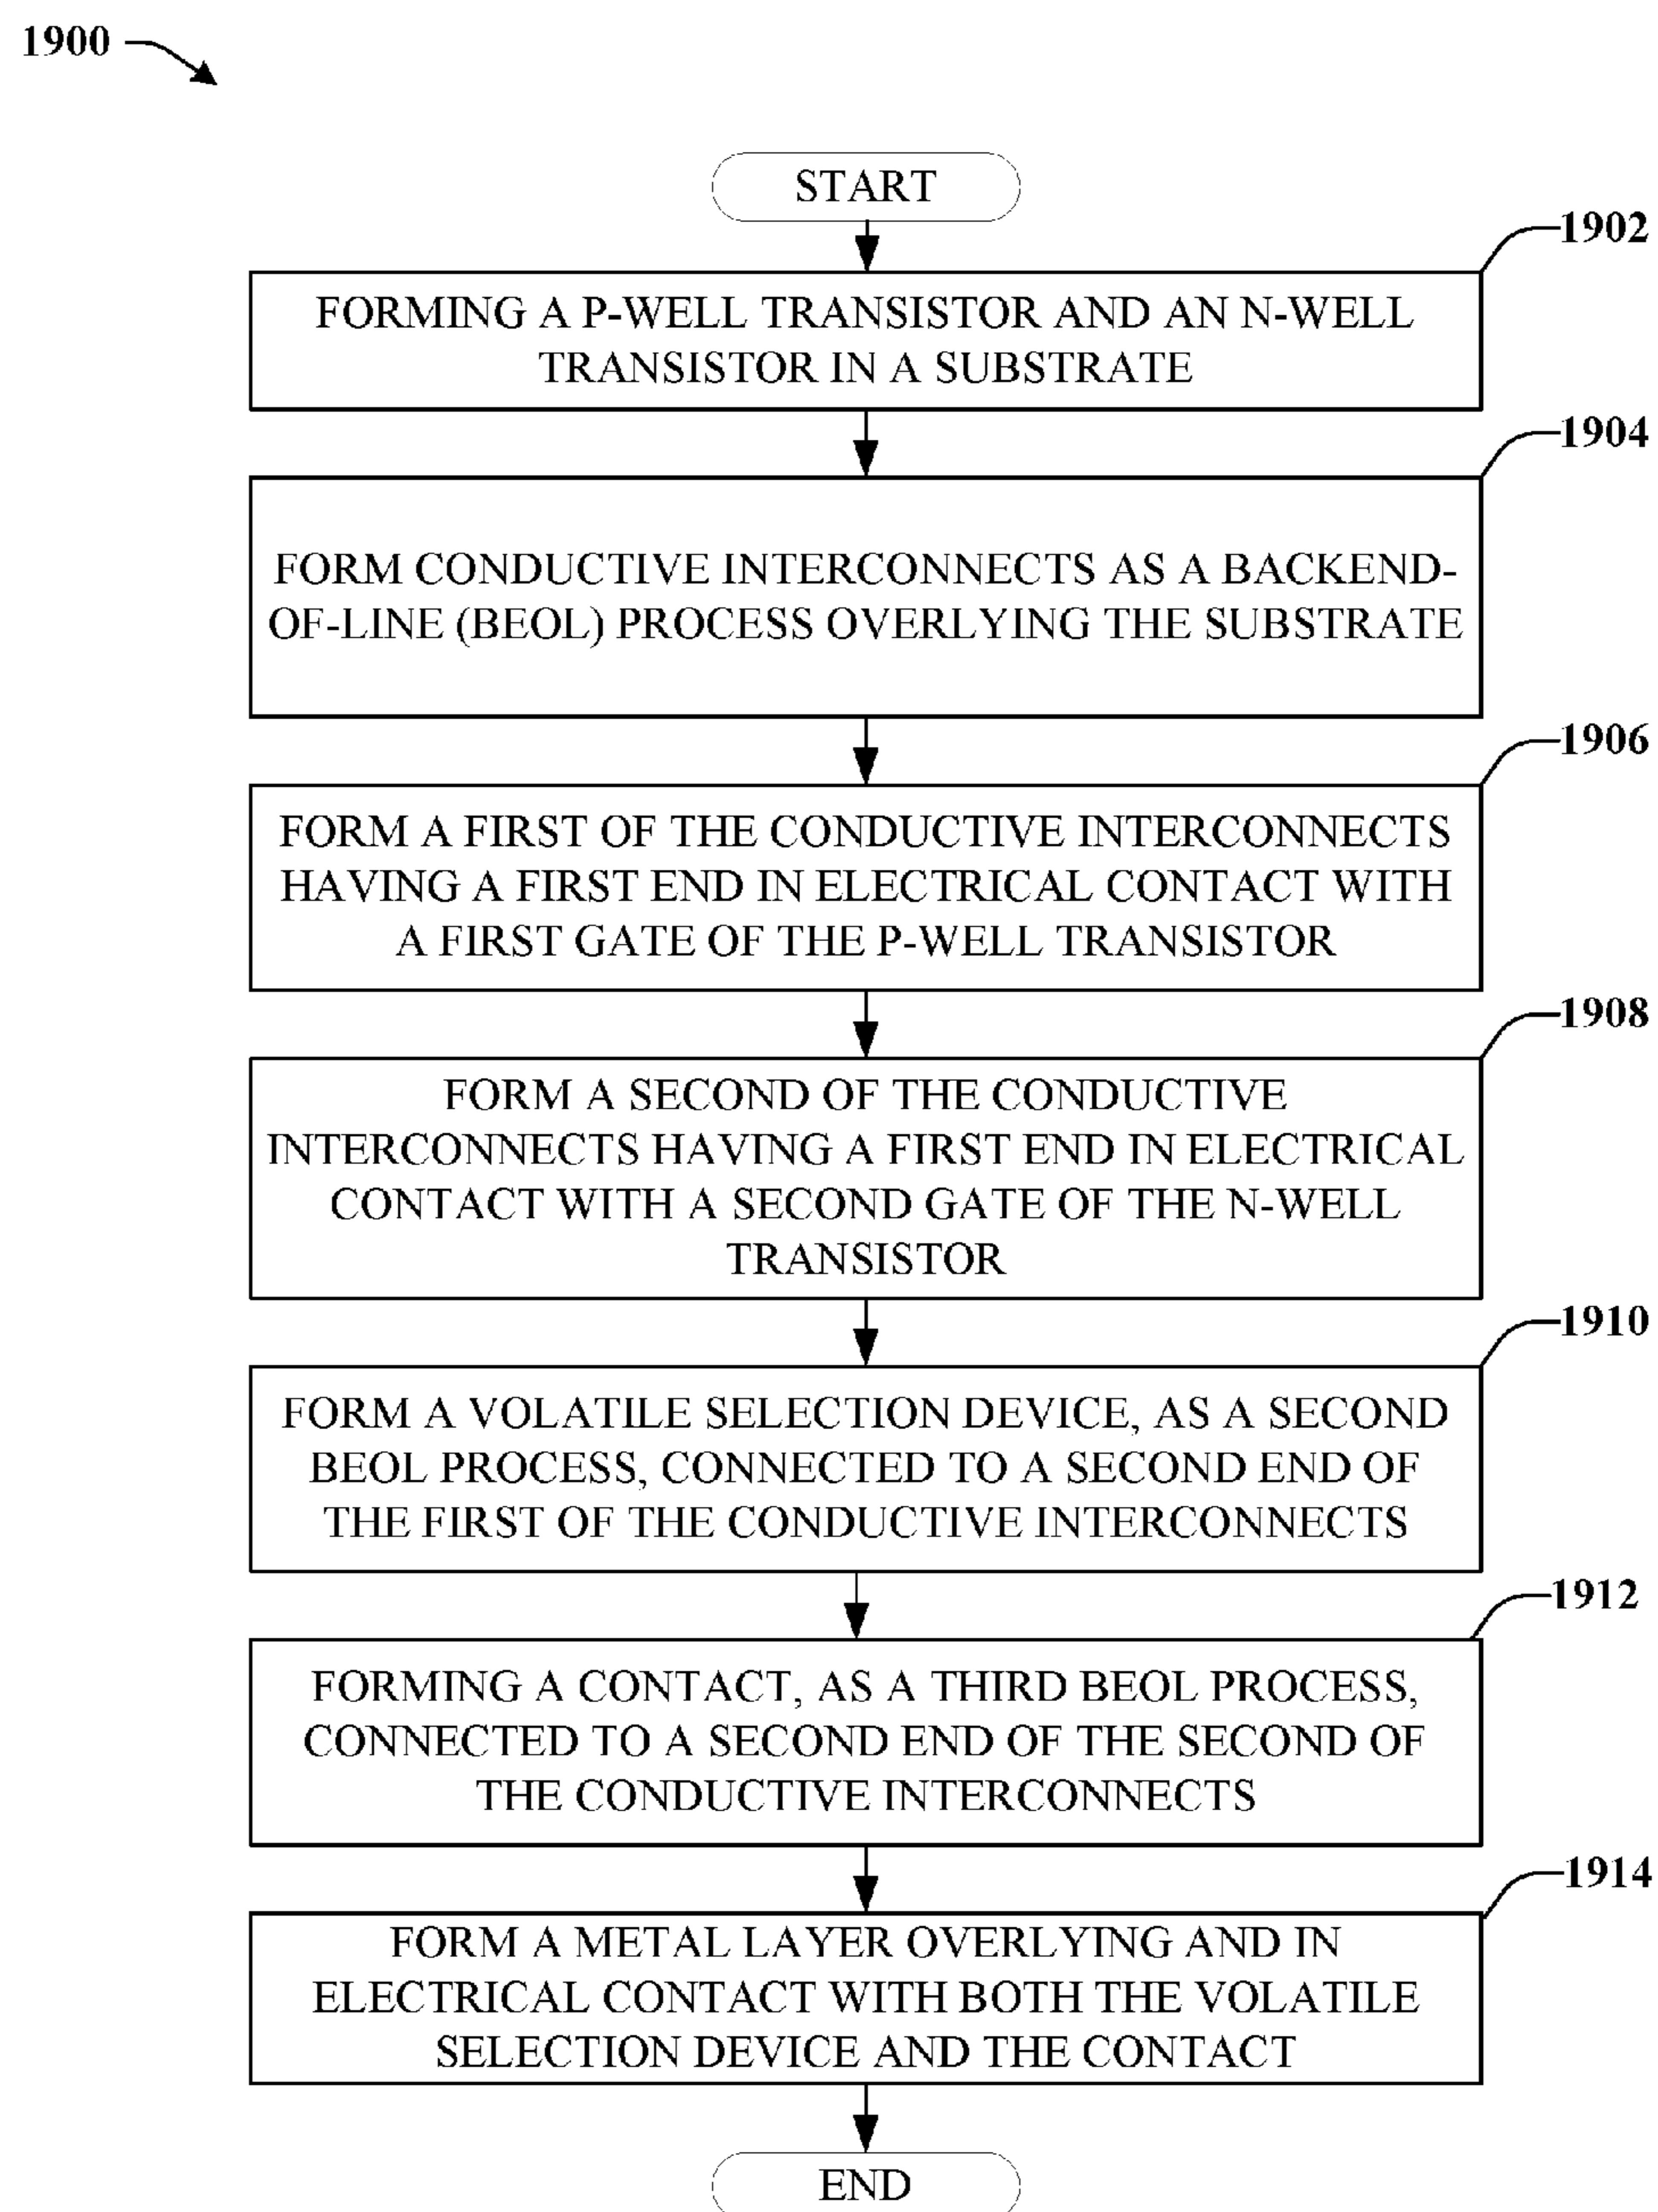 1900
START
1902
FORMING A P-WELL TRANSISTOR AND AN N-WELL
TRANSISTOR IN A SUBSTRATE
1904
FORM CONDUCTIVE INTERCONNECTS AS A BACKEND-
OF-LINE (BEOL) PROCESS OVERLYING THE SUBSTRATE
1906
FORM A FIRST OF THE CONDUCTIVE INTERCONNECTS
HAVING A FIRST END IN ELECTRICAL CONTACT WITH
A FIRST GATE OF THE P-WELL TRANSISTOR
1908
FORM A SECOND OF THE CONDUCTIVE
INTERCONNECTS HAVING A FIRST END IN ELECTRICAL
CONTACT WITH A SECOND GATE OF THE N-WELL
TRANSISTOR
1910
FORM A VOLATILE SELECTION DEVICE, AS A SECOND
BEOL PROCESS, CONNECTED TO A SECOND END OF
THE FIRST OF THE CONDUCTIVE INTERCONNECTS
1912
FORMING A CONTACT, AS A THIRD BEOL PROCESS,
CONNECTED TO A SECOND END OF THE SECOND OF
THE CONDUCTIVE INTERCONNECTS
1914
FORM A METAL LAYER OVERLYING AND IN
ELECTRICAL CONTACT WITH BOTH THE VOLATILE
SELECTION DEVICE AND THE CONTACT
END